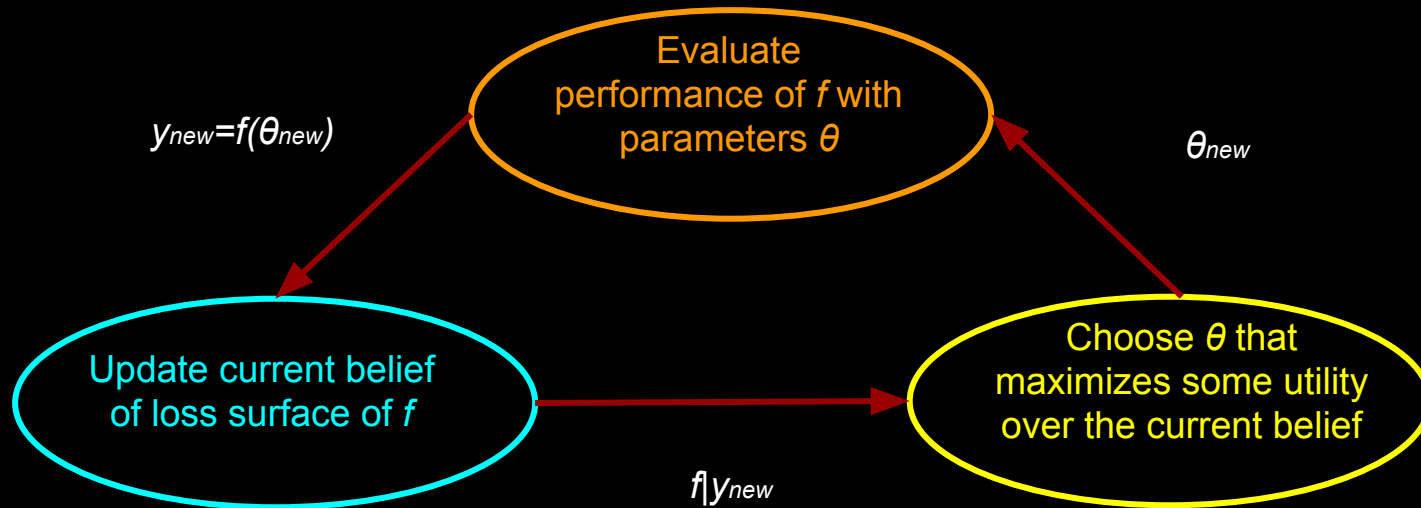 Evaluate
performance of f with
parameters θ
ynew=f(θnew)
θnew
Update current belief
of loss surface of f
Choose θ that
maximizes some utility
over the current belief
f|ynew